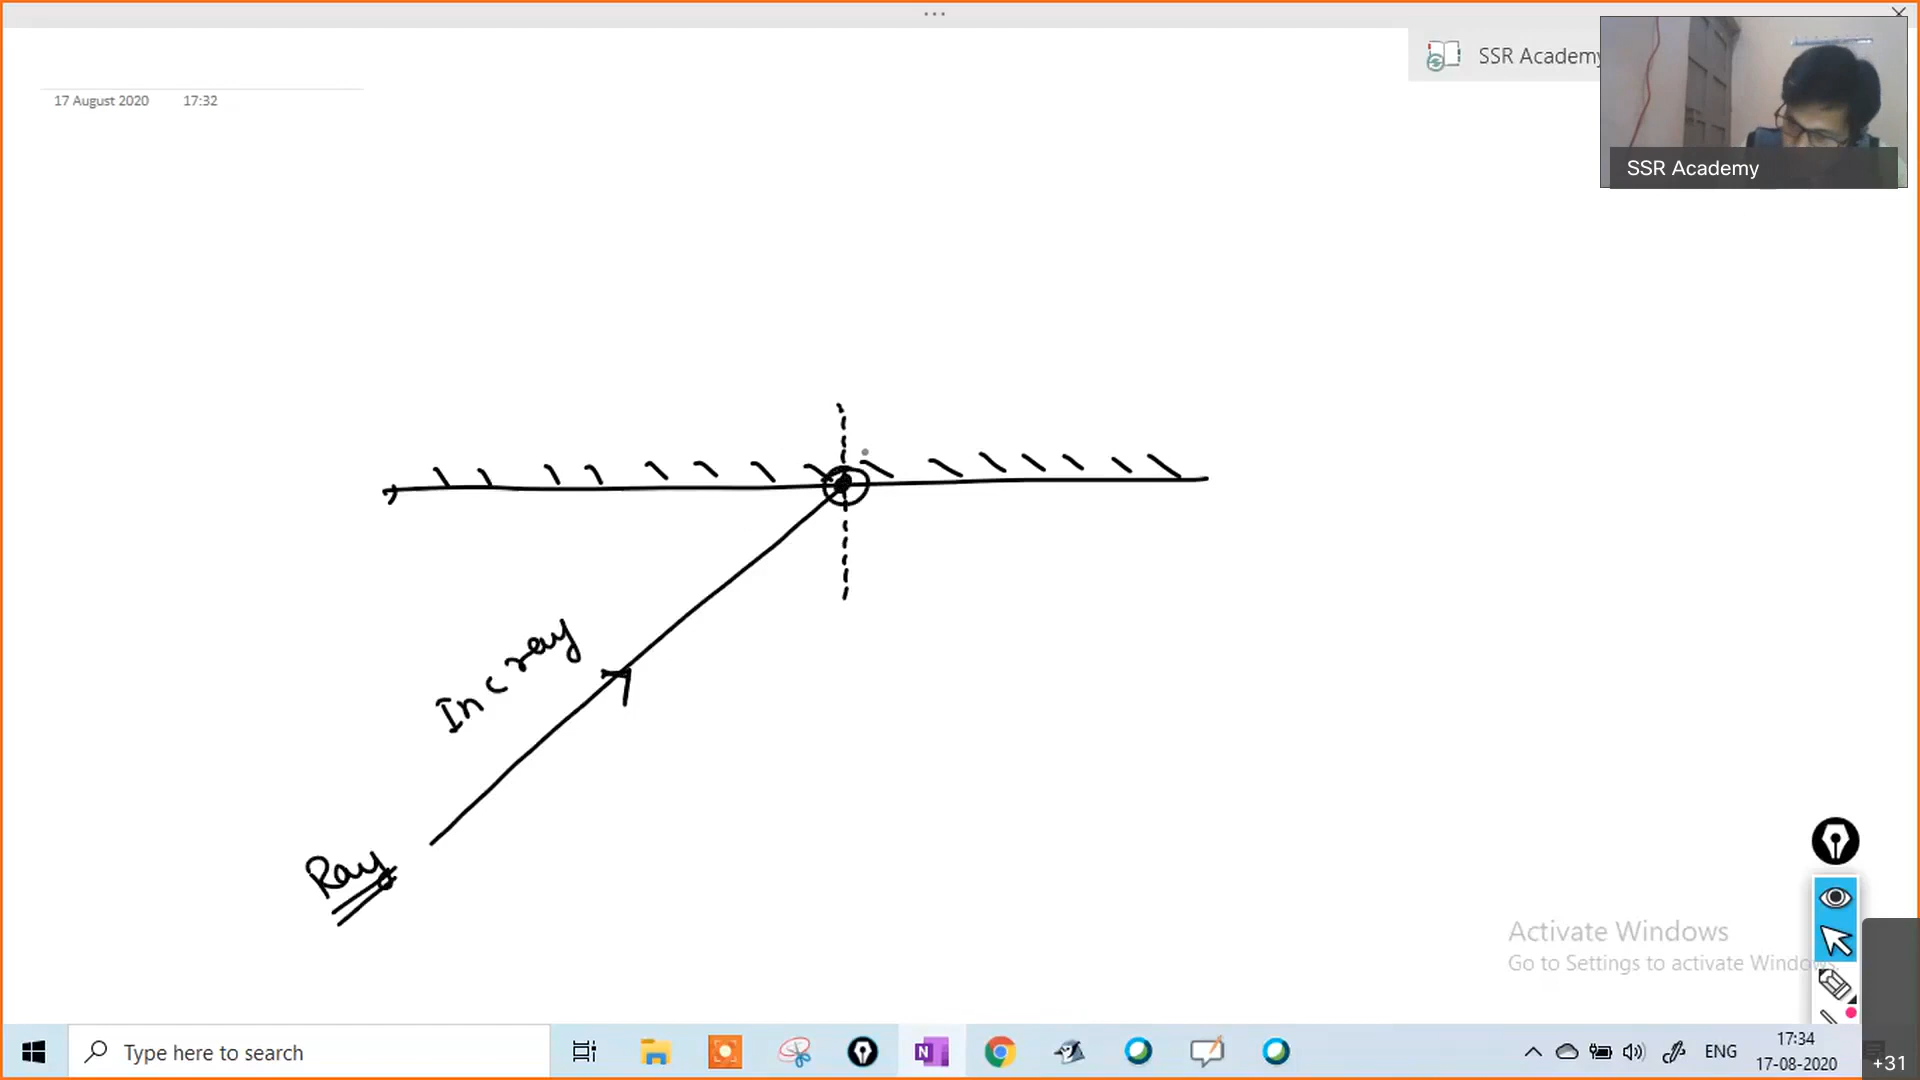 ...
SSR Academy
17 August 2020 17:32
SSR Academy
Inc ray
Ray
Activate Windows
Go to Settings to activate Windows.
Type here to search
N
ENG
17:34
17-08-2020
+31